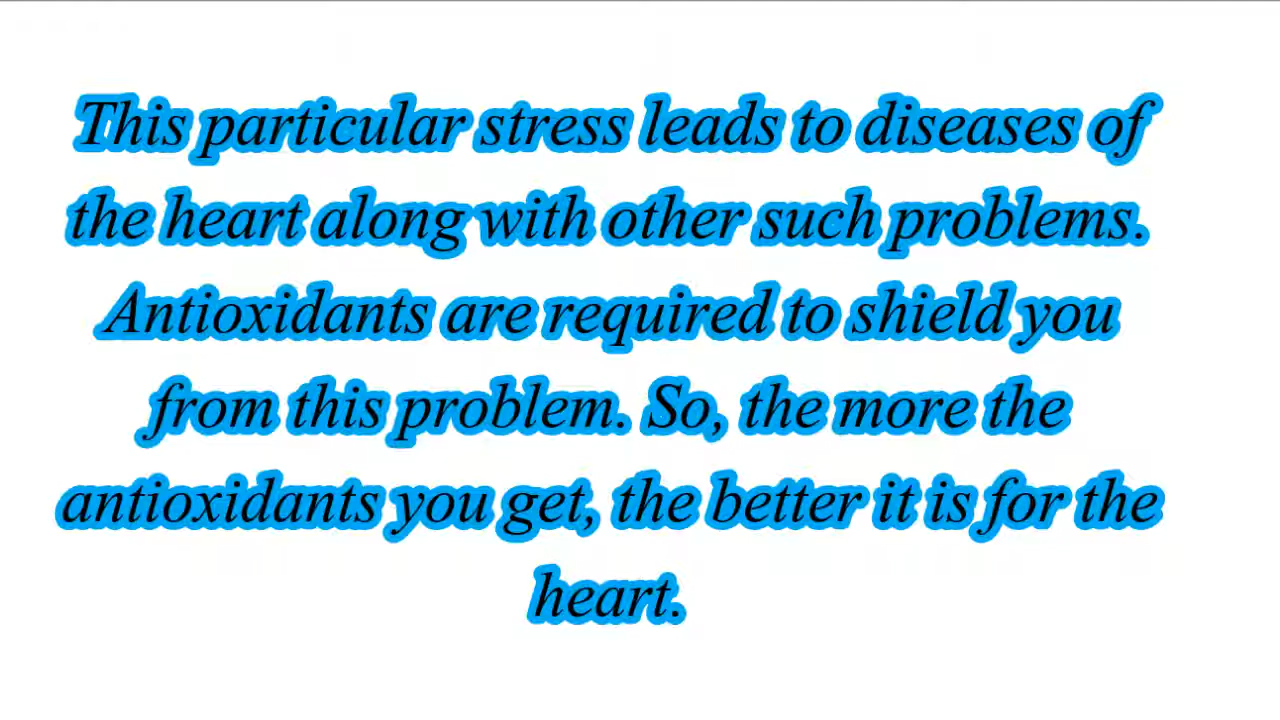 This particular stress leads to diseases of
the heart along with other such problems.
Antioxidants are required to shield you
from this problem. So, the more the
antioxidants you get, the better it is for the
heart.